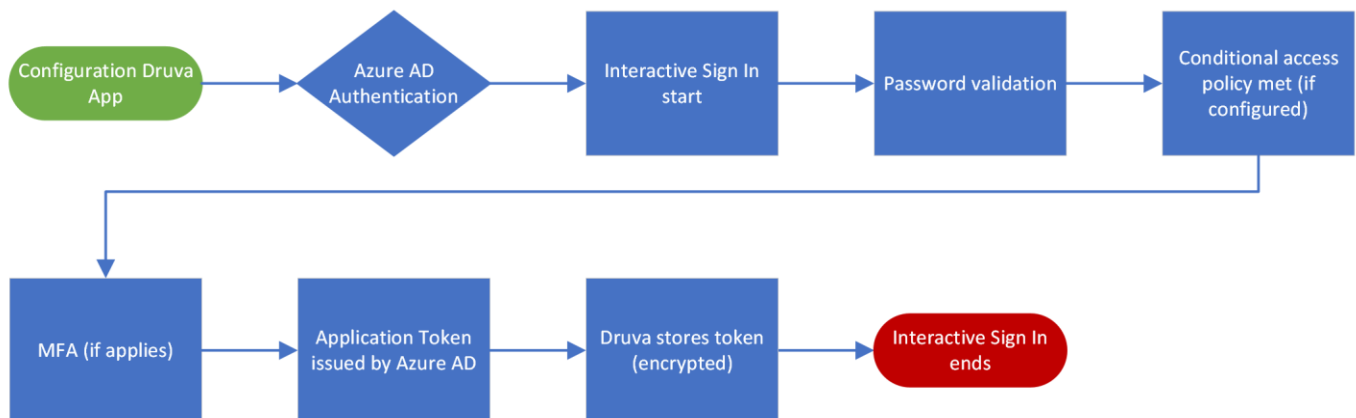 Configuration Druva
App
Azure AD
Authentication
Interactive Sign In
start
Password validation
Conditional access
policy met (if
configured)
MFA (if applies)
Application Token
issued by Azure AD
Druva stores token
(encrypted)
Interactive Sign In
ends